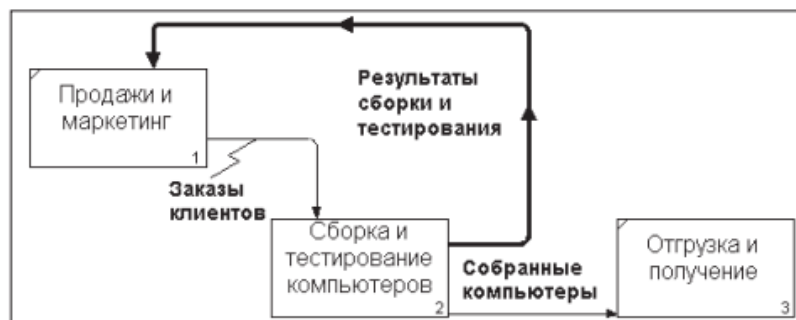 Продажи и
маркетинг
1
Результаты
сборки и
тестирования
Заказы
клиентов
Сборка и
тестирование
компьютеров
2
Собранные
компьютеры
Отгрузка и
получение
3